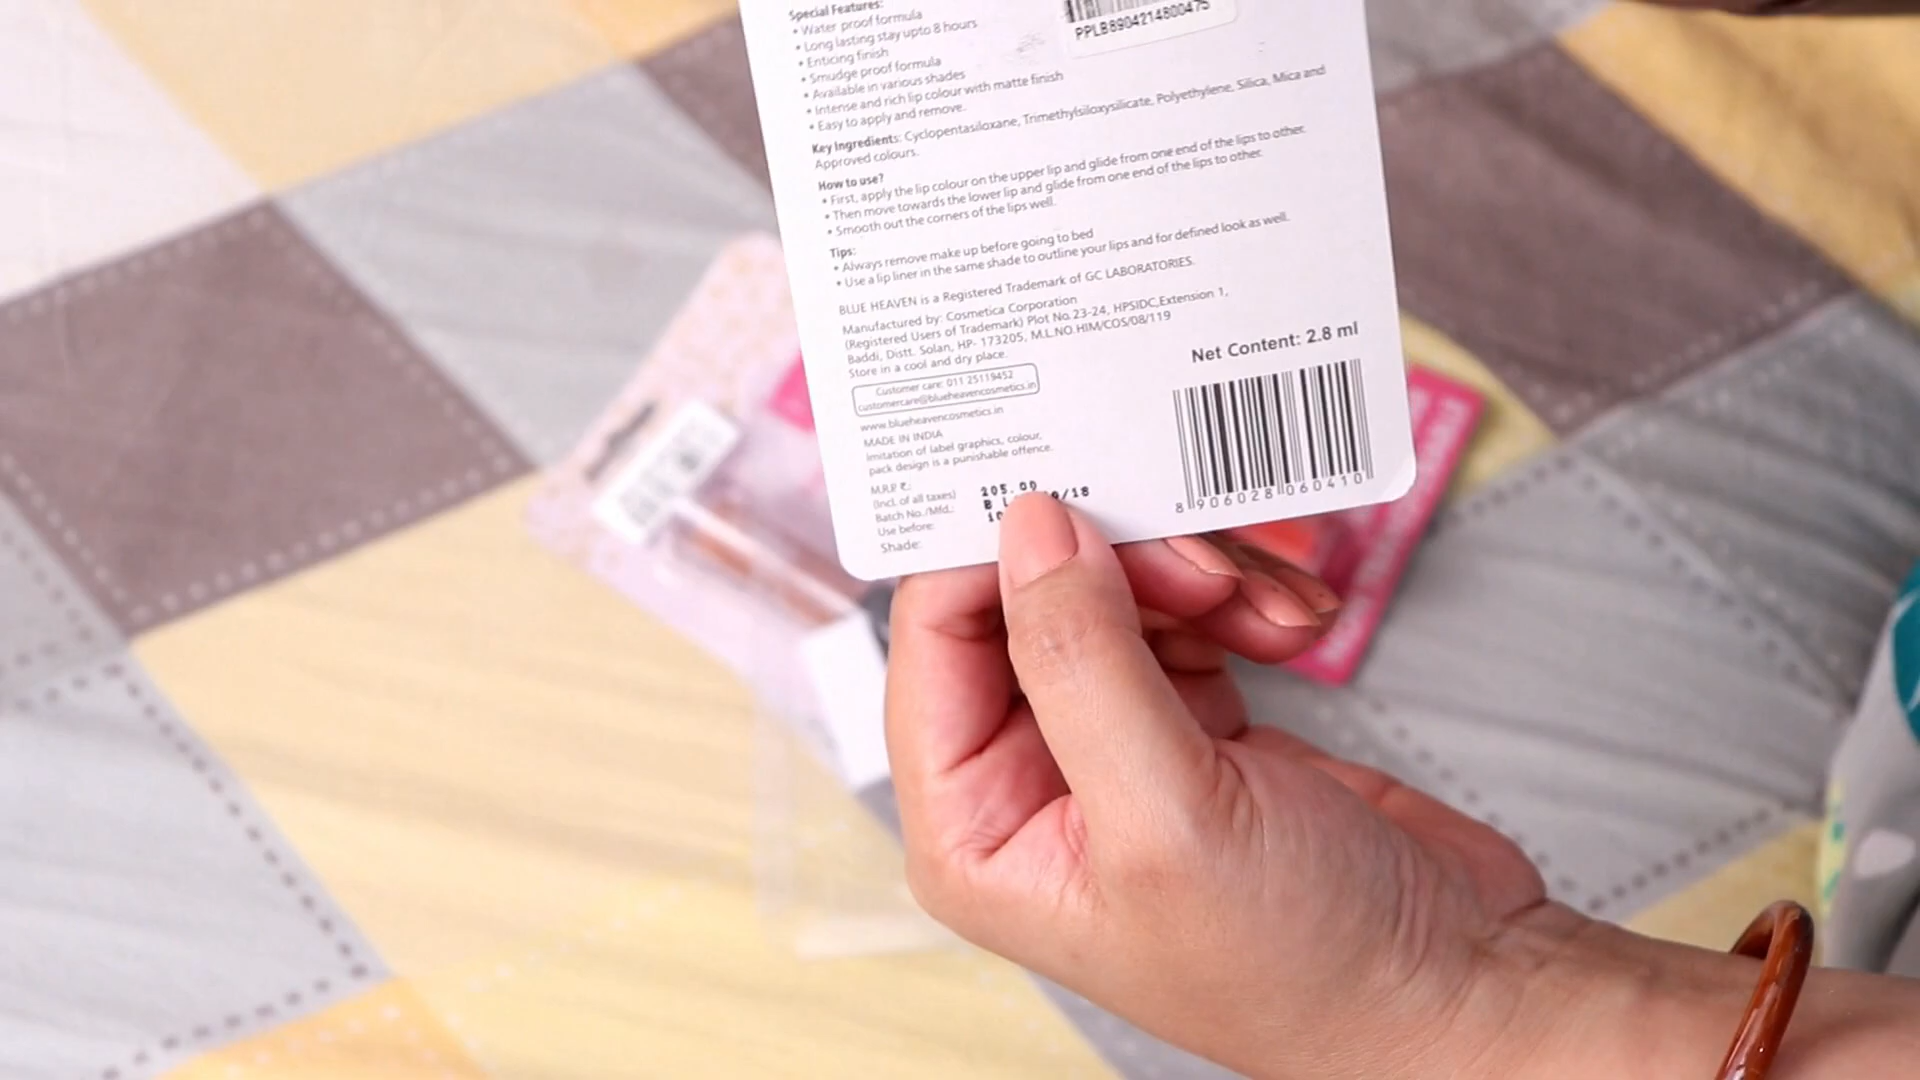 Special Features:
• Water proof formula
• Long lasting stay upto 8 hours
• Enticing finish
• Smudge proof formula
• Available in various shades
• Intense and rich lip colour with matte finish
• Easy to apply and remove.
PPLB8904214800475
Key Ingredients: Cyclopentasiloxane, Trimethylsiloxysilicate, Polyethylene, Silica, Mica and
Approved colours.
How to use?
• First, apply the lip colour on the upper lip and glide from one end of the lips to other.
• Then move towards the lower lip and glide from one end of the lips to other.
• Smooth out the corners of the lips well.
Tips:
• Always remove make up before going to bed
• Use a lip liner in the same shade to outline your lips and for defined look as well.
BLUE HEAVEN is a Registered Trademark of GC LABORATORIES.
Manufactured by: Cosmetica Corporation
(Registered Users of Trademark) Plot No. 23-24, HPSIDC, Extension 1,
Baddi, Distt. Solan, HP- 173205, M.L.NO. HIM/COS/08/119
Store in a cool and dry place.
Customer care: 011 25119452
customercare@blueheavencosmetics.in
www.blueheavencosmetics.in
MADE IN INDIA
Imitation of label graphics, colour,
pack design is a punishable offence.
M.R.P. ₹: 205.00
(Incl. of all taxes)
Batch No./Mfd.: B /18
Use before: 10
Shade:
Net Content: 2.8 ml
8 906028 060410